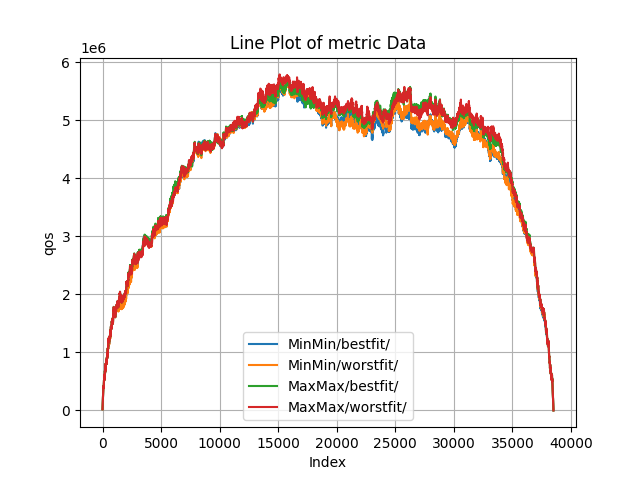 Line Plot of metric Data
1e6
6
5
4
3
2
1
0
qos
0 5000 10000 15000 20000 25000 30000 35000 40000
Index
MinMin/bestfit/
MinMin/worstfit/
MaxMax/bestfit/
MaxMax/worstfit/